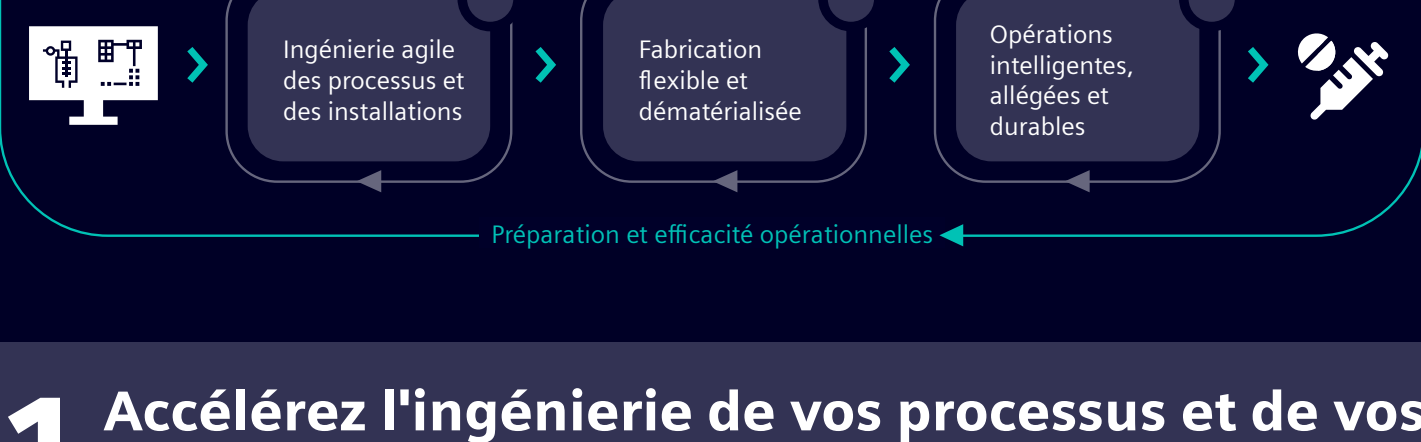 Ingénierie agile
des processus et
des installations
Fabrication
flexible et
dématérialisée
Opérations
intelligentes,
allégées et
durables
Préparation et efficacité opérationnelles
1
Accélérez l'ingénierie de vos processus et de vos